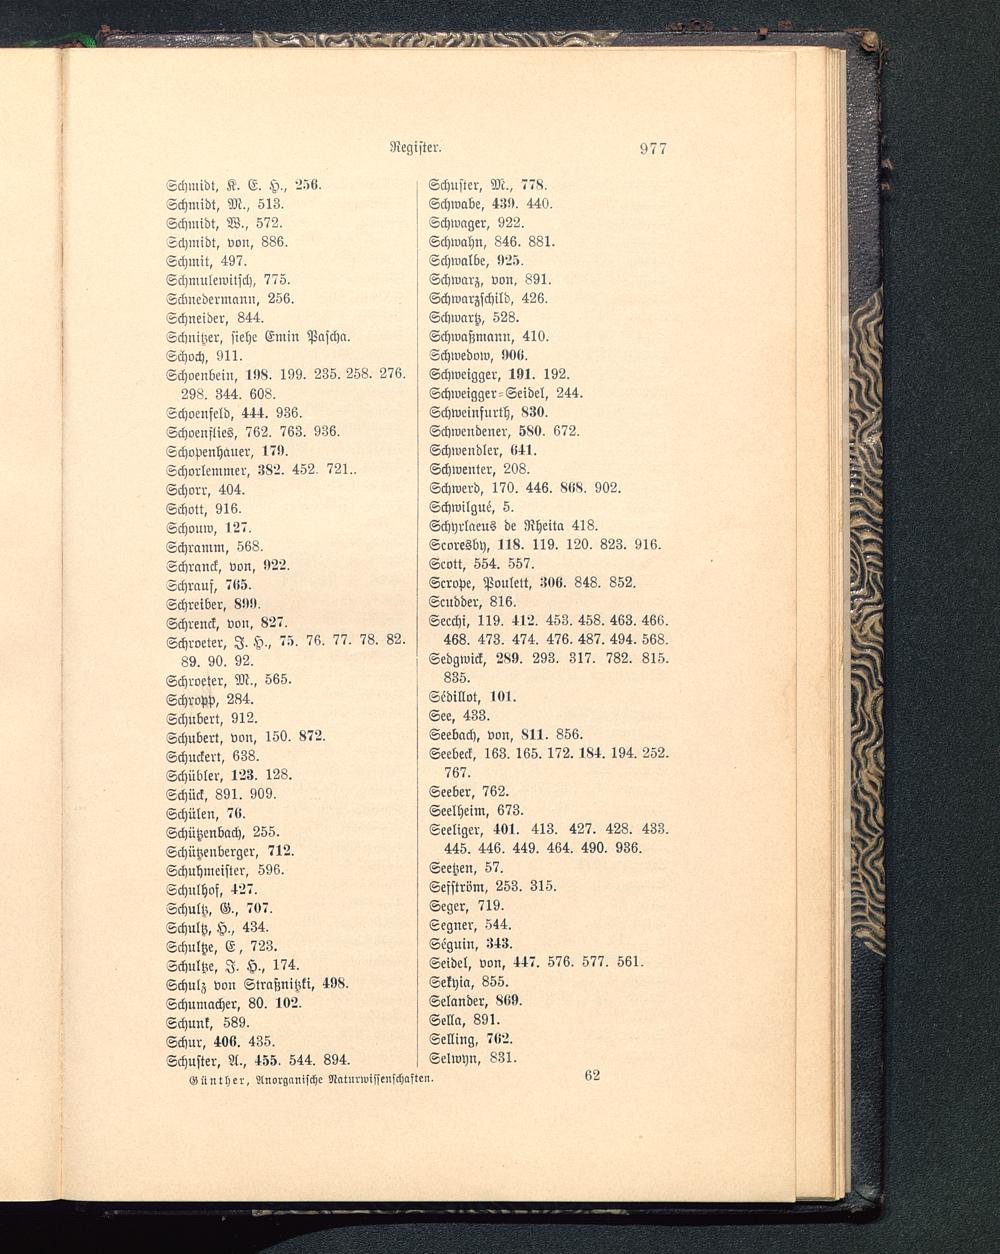 Register.
977
Schmidt, K. E. H., 256.
Schmidt, M., 513.
Schmidt, W., 572.
Schmidt, von, 886.
Schmit, 497.
Schmulewitsch, 775.
Schnedermann, 256.
Schneider, 844.
Schnitzer, siehe Emin Pascha.
Schoch, 911.
Schoenbein, 198. 199. 235. 258. 276.
298. 344. 608.
Schoenfeld, 444. 936.
Schoenflies, 762. 763. 936.
Schopenhauer, 179.
Schorlemmer, 382. 452. 721..
Schorr, 404.
Schott, 916.
Schouw, 127.
Schramm, 568.
Schranck, von, 922.
Schrauf, 765.
Schreiber, 899.
Schrenck, von, 827.
Schroeter, J. H., 75. 76. 77. 78. 82.
89. 90. 92.
Schroeter, M., 565.
Schropp, 284.
Schubert, 912.
Schubert, von, 150. 872.
Schuckert, 638.
Schübler, 123. 128.
Schück, 891. 909.
Schülen, 76.
Schützenbach, 255.
Schützenberger, 712.
Schuhmeister, 596.
Schulhof, 427.
Schultz, G., 707.
Schultz, H., 434.
Schultze, E, 723.
Schultze, J. H., 174.
Schulz von Straßnitzki, 498.
Schumacher, 80. 102.
Schunk, 589.
Schur, 406. 435.
Schuster, A., 455. 544. 894.
Schuster, M., 778.
Schwabe, 439. 440.
Schwager, 922.
Schwahn, 846. 881.
Schwalbe, 925.
Schwarz, von, 891.
Schwarzschild, 426.
Schwartz, 528.
Schwaßmann, 410.
Schwedow, 906.
Schweigger, 191. 192.
Schweigger-Seidel, 244.
Schweinfurth, 830.
Schwendener, 580. 672.
Schwendler, 641.
Schwenter, 208.
Schwerd, 170. 446. 868. 902.
Schwilgué, 5.
Schyrlaeus de Rheita 418.
Scoresby, 118. 119. 120. 823. 916.
Scott, 554. 557.
Scrope, Poulett, 306. 848. 852.
Scudder, 816.
Secchi, 119. 412. 453. 458. 463. 466.
468. 473. 474. 476. 487. 494. 568.
Sedgwick, 289. 293. 317. 782. 815.
835.
Sédillot, 101.
See, 433.
Seebach, von, 811. 856.
Seebeck, 163. 165. 172. 184. 194. 252.
767.
Seeber, 762.
Seelheim, 673.
Seeliger, 401. 413. 427. 428. 433.
445. 446. 449. 464. 490. 936.
Seetzen, 57.
Sefström, 253. 315.
Seger, 719.
Segner, 544.
Séguin, 343.
Seidel, von, 447. 576. 577. 561.
Sekyia, 855.
Selander, 869.
Sella, 891.
Selling, 762.
Selwyn, 831.
Günther, Anorganische Naturwissenschaften.
62